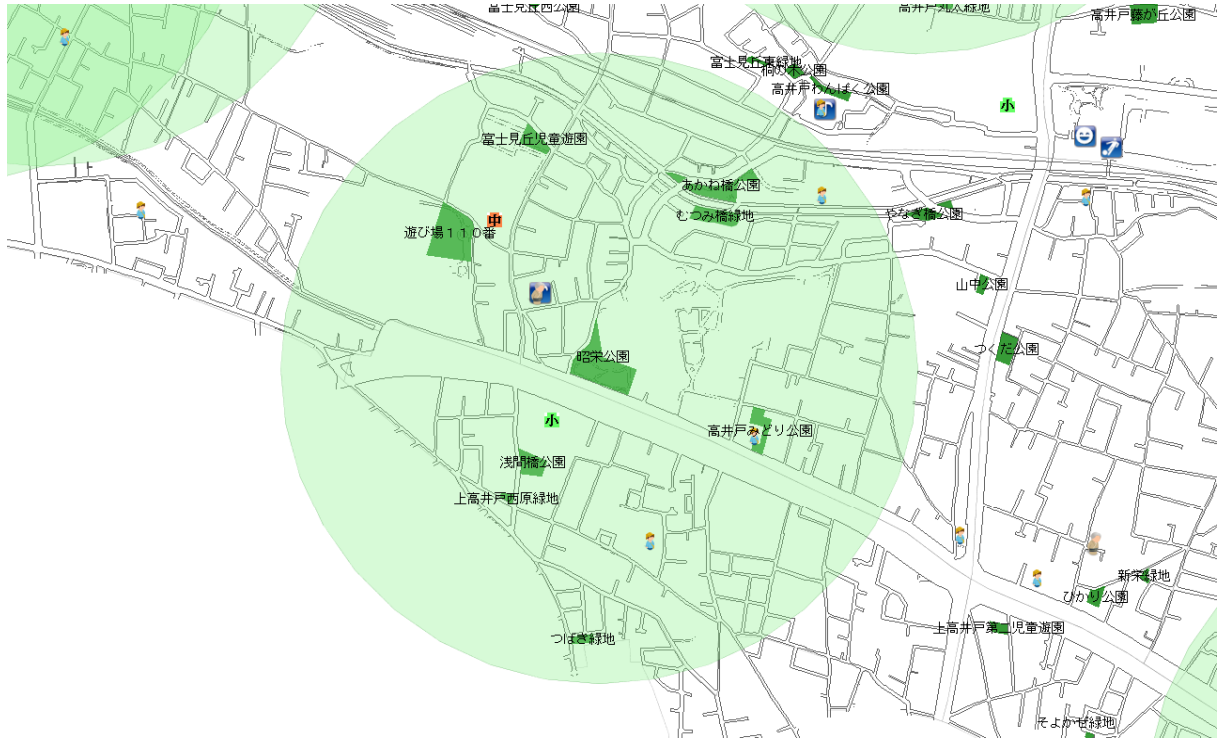 富士見丘西公園
高井戸丸太緑地
高井戸藤が丘公園
富士見丘東緑地
桐の木公園
高井戸わんぱく公園
小
富士見丘児童遊園
あかね橋公園
むつみ橋緑地
やなぎ橋公園
中
遊び場１１０番
山中公園
つくだ公園
昭栄公園
小
高井戸みどり公園
浅間橋公園
上高井戸西原緑地
新栄緑地
ひかり公園
上高井戸第二児童遊園
つばき緑地
そよかぜ緑地